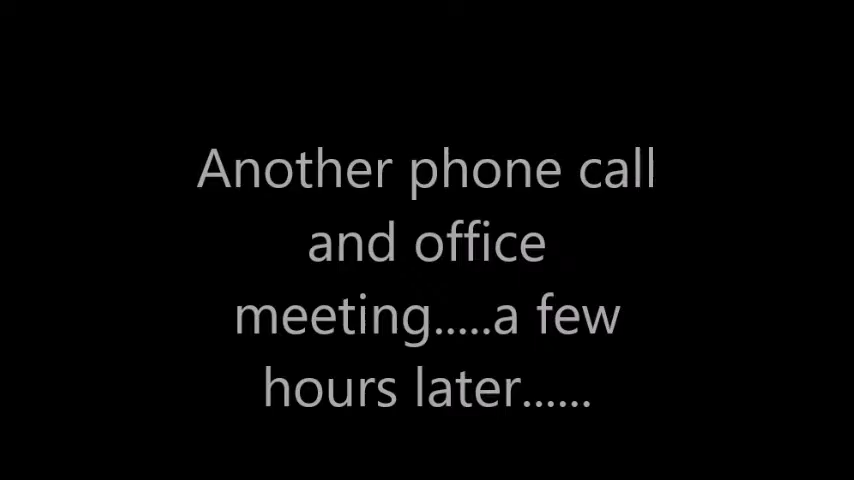 Another phone call
and office
meeting.....a few
hours later......